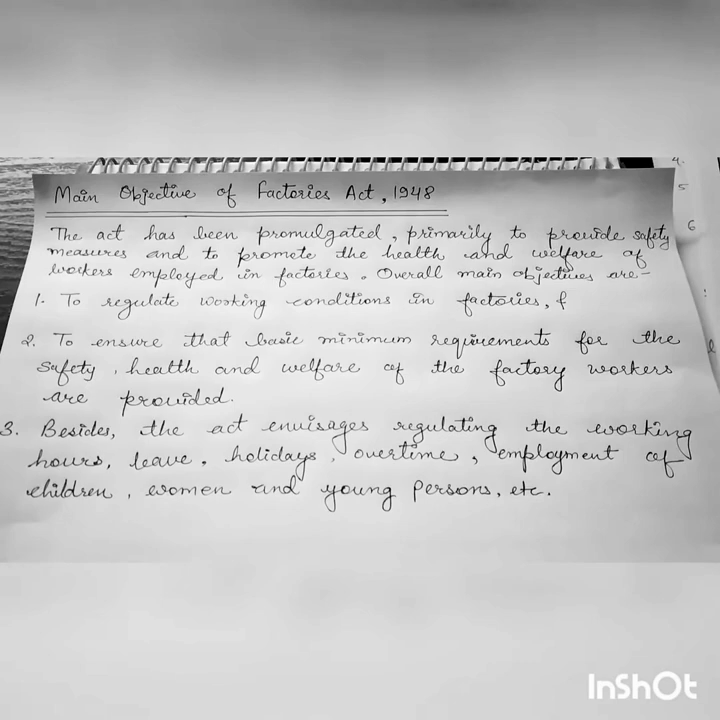 Main Objective of Factories Act, 1948
The act has been promulgated, primarily to provide safety
measures and to promote the health and welfare of
workers employed in factories. Overall main objectives are-
1. To regulate working conditions in factories, &
2. To ensure that basic minimum requirements for the
safety, health and welfare of the factory workers
are provided.
3. Besides, the act envisages regulating the working
hours, leave, holidays, overtime, employment of
children, women and young persons, etc.
4.
5
6
InShOt